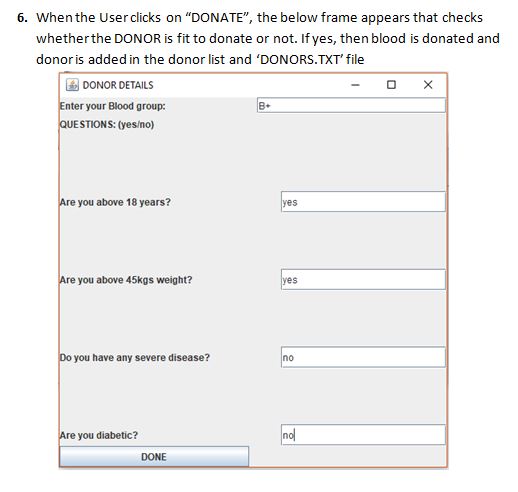 6. When the User clicks on “DONATE”, the below frame appears that checks
whether the DONOR is fit to donate or not. If yes, then blood is donated and
donor is added in the donor list and ‘DONORS.TXT’ file
DONOR DETAILS
Enter your Blood group: B+
QUESTIONS: (yes/no)
Are you above 18 years? yes
Are you above 45kgs weight? yes
Do you have any severe disease? no
Are you diabetic? no
DONE